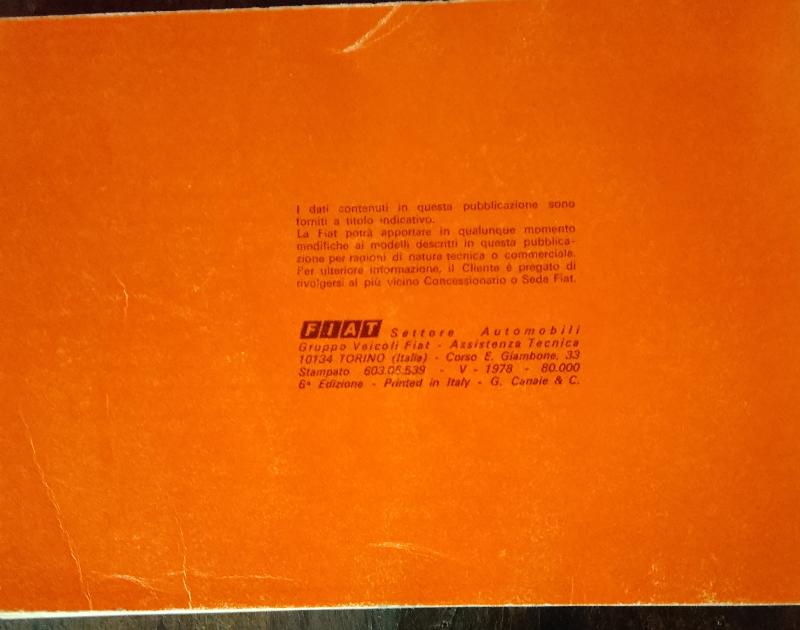 I dati contenuti in questa pubblicazione sono
forniti a titolo indicativo.
La Fiat potrà apportare in qualunque momento
modifiche ai modelli descritti in questa pubblica-
zione per ragioni di natura tecnica o commerciale.
Per ulteriore informazione, il Cliente è pregato di
rivolgersi al più vicino Concessionario o Sede Fiat.
FIAT Settore Automobili
Gruppo Veicoli Fiat - Assistenza Tecnica
10134 TORINO (Italia) - Corso E. Giambone, 33
Stampato 603.05.539 - V - 1978 - 80.000
6ª Edizione - Printed in Italy - G. Canale & C.